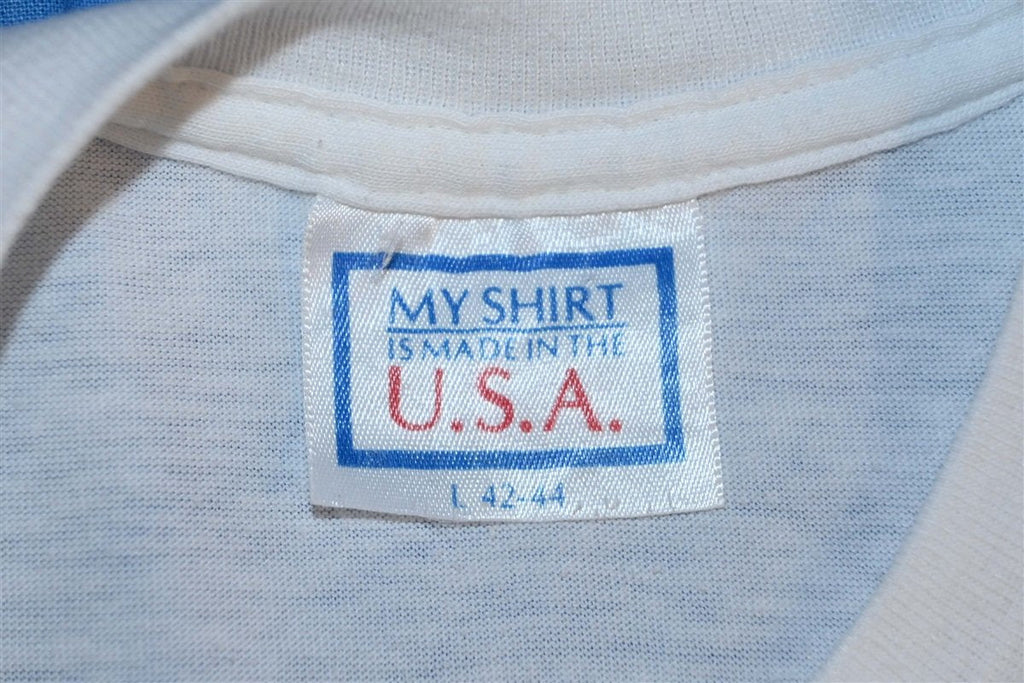 MY SHIRT
IS MADE IN THE
U.S.A.
L 42-44